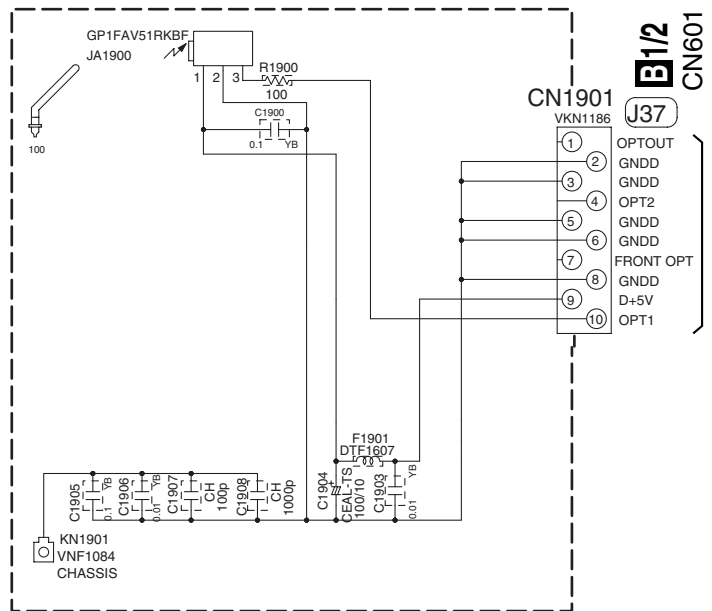 GP1FAV51RKBF
JA1900
1 2 3
R1900
100
C1900
0.1 YB
100
B1/2
CN601
CN1901
VKN1186
J37
1 OPTOUT
2 GNDD
3 GNDD
4 OPT2
5 GNDD
6 GNDD
7 FRONT OPT
8 GNDD
9 D+5V
10 OPT1
F1901
DTF1607
C1905
YB
0.1
C1906
YB
0.01
C1907
CH
100p
C1908
CH
1000p
C1904
+
CEAL-TS
100/10
C1903
YB
0.01
KN1901
VNF1084
CHASSIS